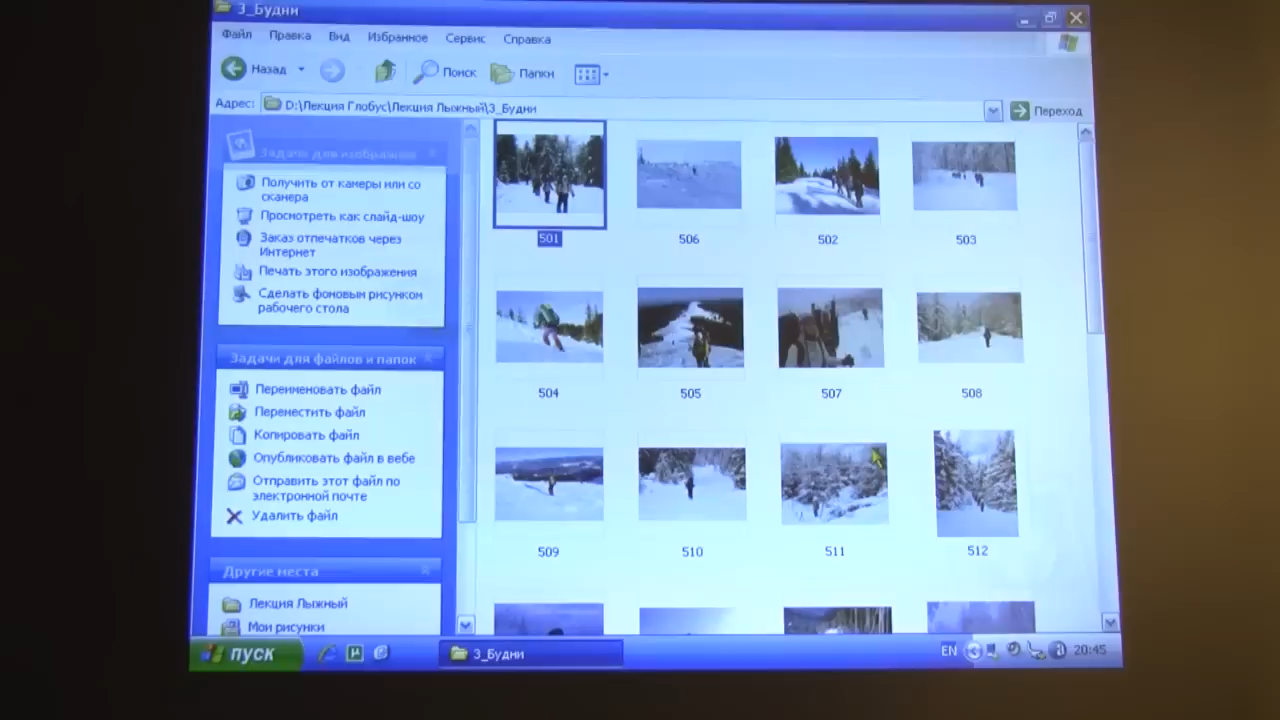 3_Будни
Файл Правка Вид Избранное Сервис Справка
Назад Поиск Папки
Адрес: D:\Лекция Глобус\Лекция Лыжный\3_Будни Переход
Задачи для изображений
Получить от камеры или со
сканера
Просмотреть как слайд-шоу
Заказ отпечатков через
Интернет
Печать этого изображения
Сделать фоновым рисунком
рабочего стола
Задачи для файлов и папок
Переименовать файл
Переместить файл
Копировать файл
Опубликовать файл в вебе
Отправить этот файл по
электронной почте
Удалить файл
Другие места
Лекция Лыжный
Мои рисунки
501 506 502 503
504 505 507 508
509 510 511 512
пуск 3_Будни EN 20:45